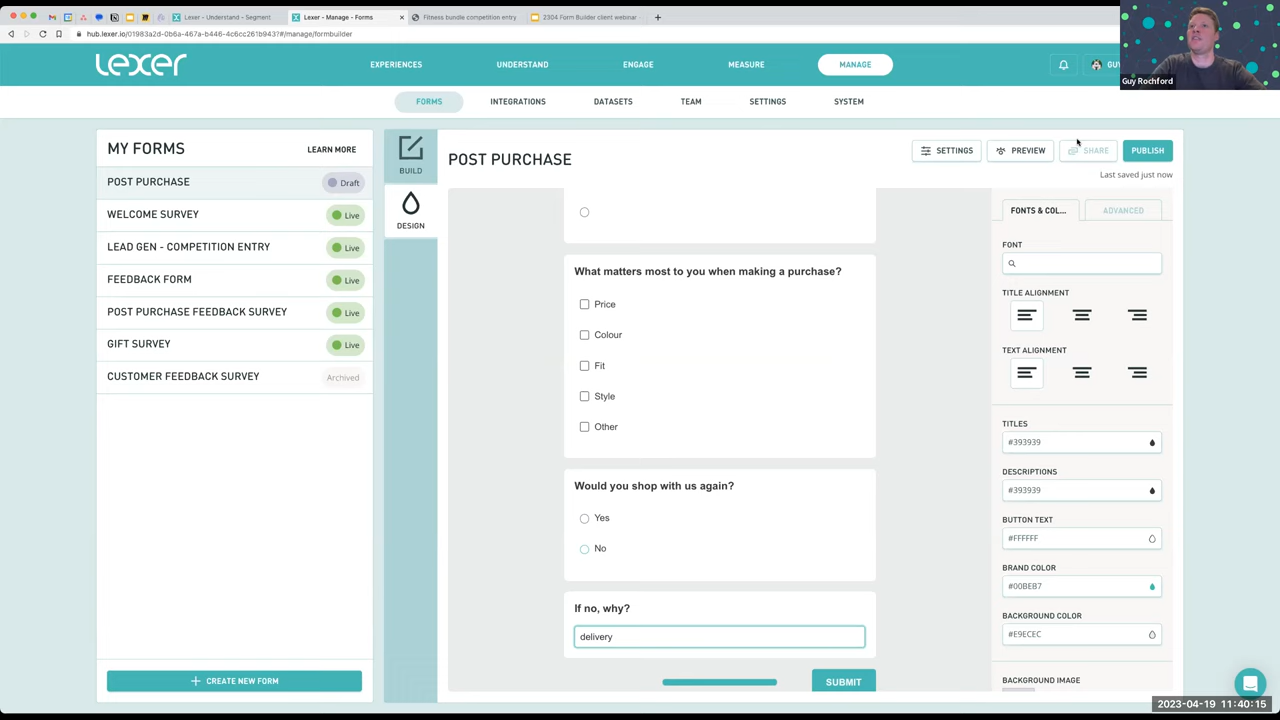 Lexer - Understand - Segment
Lexer - Manage - Forms
Fitness bundle competition entry
2304 Form Builder client webinar
hub.lexer.io/01983a2d-0b6a-467a-b446-4c6cc261b943?#/manage/formbuilder
Lexer
EXPERIENCES
UNDERSTAND
ENGAGE
MEASURE
MANAGE
GUY
Guy Rochford
FORMS
INTEGRATIONS
DATASETS
TEAM
SETTINGS
SYSTEM
MY FORMS
LEARN MORE
POST PURCHASE
Draft
WELCOME SURVEY
Live
LEAD GEN - COMPETITION ENTRY
Live
FEEDBACK FORM
Live
POST PURCHASE FEEDBACK SURVEY
Live
GIFT SURVEY
Live
CUSTOMER FEEDBACK SURVEY
Archived
CREATE NEW FORM
BUILD
DESIGN
POST PURCHASE
SETTINGS
PREVIEW
SHARE
PUBLISH
Last saved just now
What matters most to you when making a purchase?
Price
Colour
Fit
Style
Other
Would you shop with us again?
Yes
No
If no, why?
delivery
SUBMIT
FONTS & COL...
ADVANCED
FONT
TITLE ALIGNMENT
TEXT ALIGNMENT
TITLES
#393939
DESCRIPTIONS
#393939
BUTTON TEXT
#FFFFFF
BRAND COLOR
#00BEB7
BACKGROUND COLOR
#E9ECEC
BACKGROUND IMAGE
2023-04-19 11:40:15